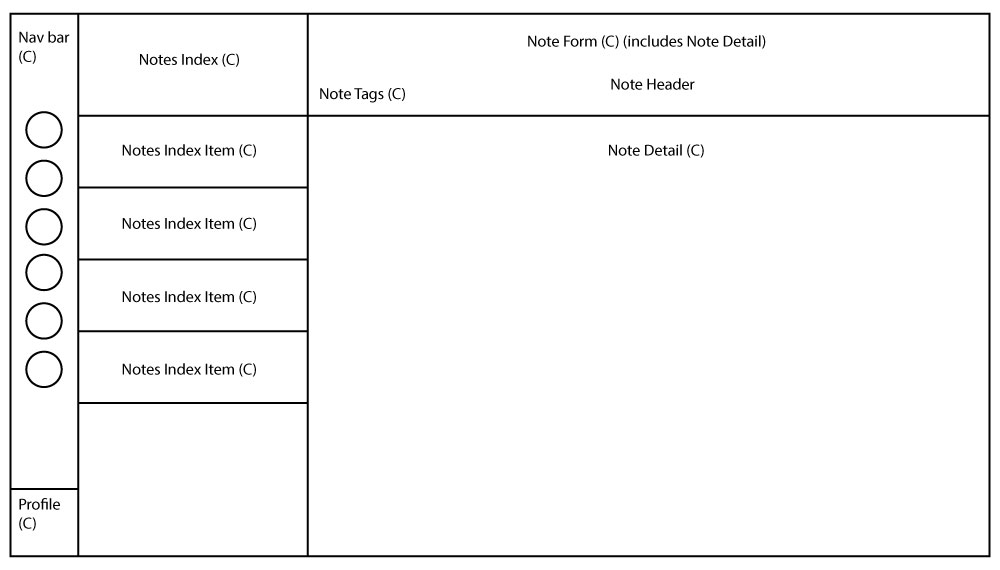 Nav bar
(C)
Notes Index (C)
Note Form (C) (includes Note Detail)
Note Header
Note Tags (C)
Notes Index Item (C)
Notes Index Item (C)
Notes Index Item (C)
Notes Index Item (C)
Note Detail (C)
Profile
(C)